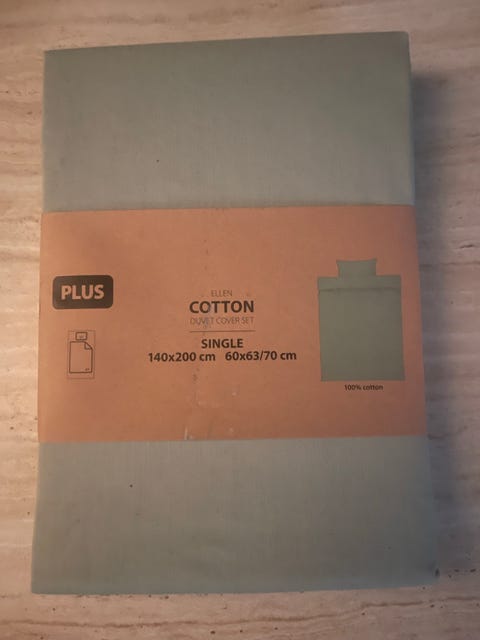 PLUS
ELLEN
COTTON
DUVET COVER SET
SINGLE
140x200 cm 60x63/70 cm
100% cotton